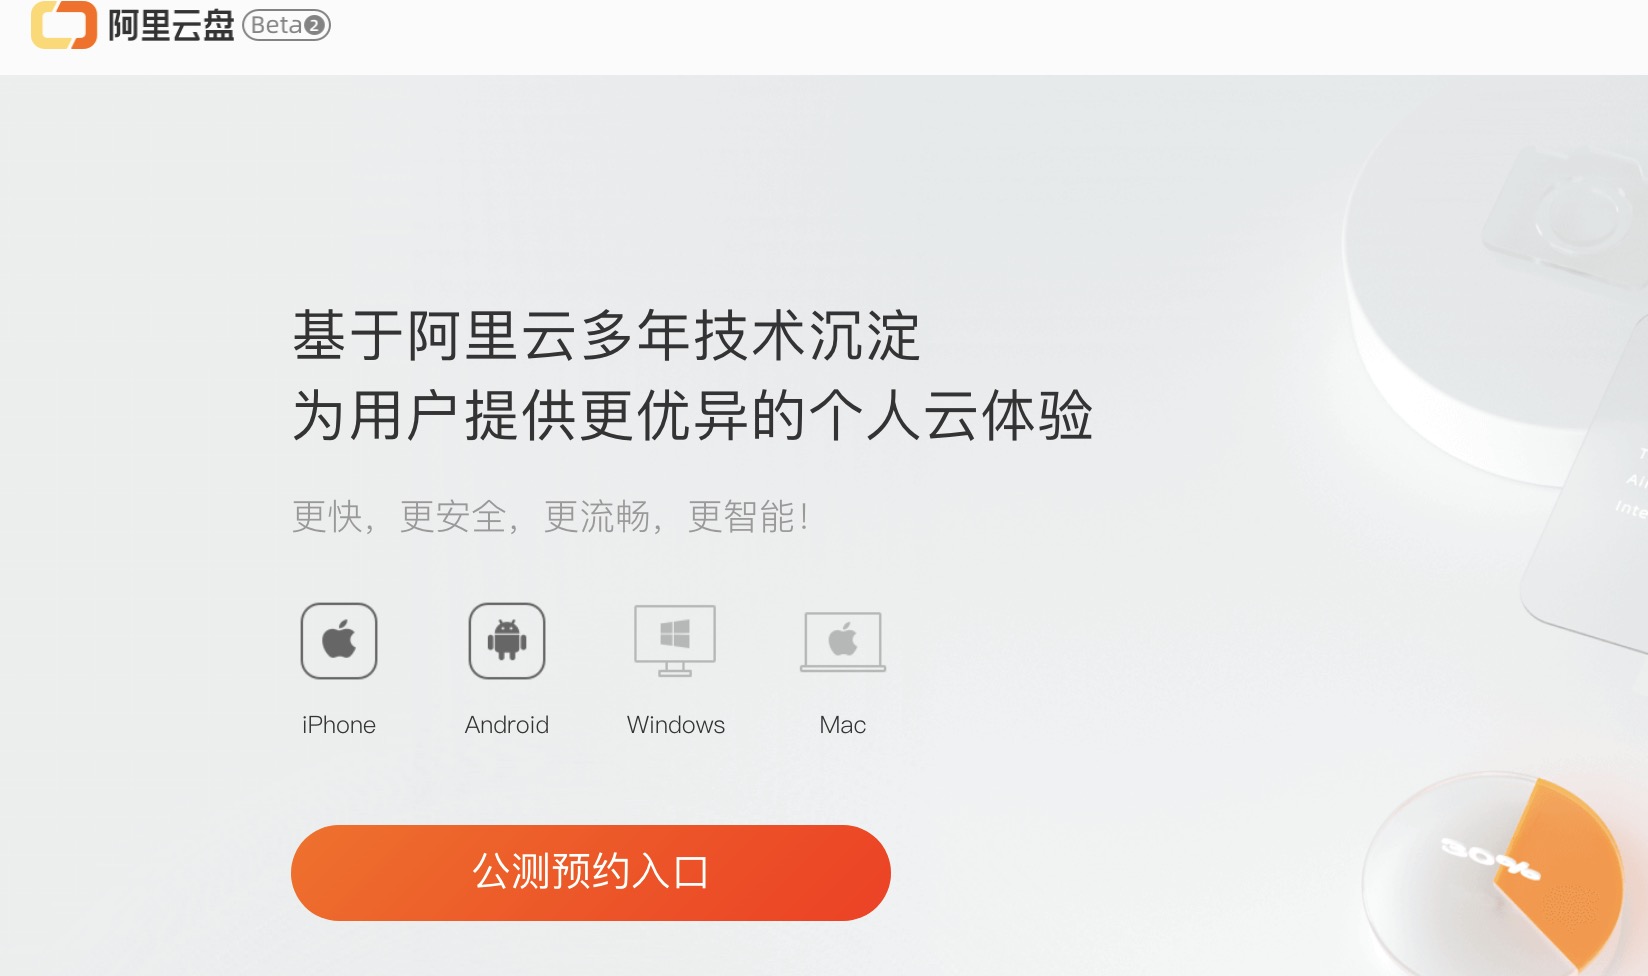 阿里云盘 Beta2
基于阿里云多年技术沉淀
为用户提供更优异的个人云体验
更快，更安全，更流畅，更智能！
iPhone Android Windows Mac
公测预约入口
30%